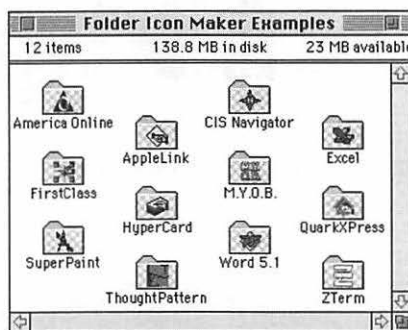 Folder Icon Maker Examples
12 items 138.8 MB in disk 23 MB available
America Online
CIS Navigator
AppleLink
Excel
FirstClass
M.Y.O.B.
HyperCard
QuarkXPress
SuperPaint
Word 5.1
ThoughtPattern
ZTerm